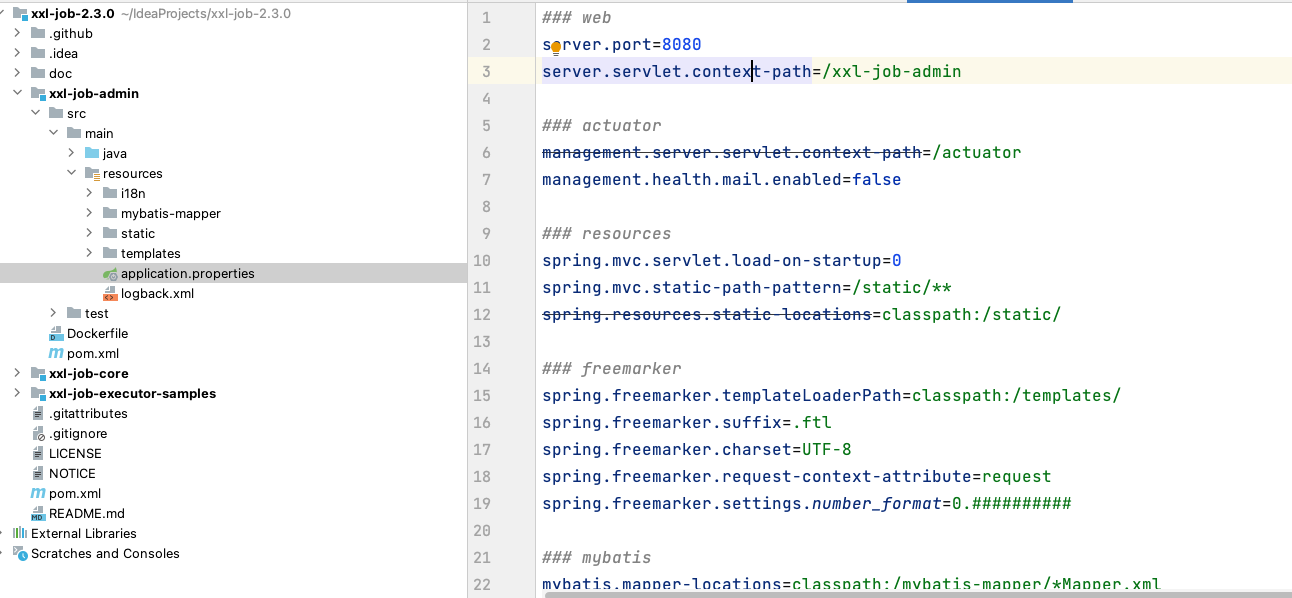 xxl-job-2.3.0 ~/IdeaProjects/xxl-job-2.3.0
.github
.idea
doc
xxl-job-admin
src
main
java
resources
i18n
mybatis-mapper
static
templates
application.properties
logback.xml
test
Dockerfile
pom.xml
xxl-job-core
xxl-job-executor-samples
.gitattributes
.gitignore
LICENSE
NOTICE
pom.xml
README.md
External Libraries
Scratches and Consoles
1 ### web
2 server.port=8080
3 server.servlet.context-path=/xxl-job-admin
4
5 ### actuator
6 management.server.servlet.context-path=/actuator
7 management.health.mail.enabled=false
8
9 ### resources
10 spring.mvc.servlet.load-on-startup=0
11 spring.mvc.static-path-pattern=/static/**
12 spring.resources.static-locations=classpath:/static/
13
14 ### freemarker
15 spring.freemarker.templateLoaderPath=classpath:/templates/
16 spring.freemarker.suffix=.ftl
17 spring.freemarker.charset=UTF-8
18 spring.freemarker.request-context-attribute=request
19 spring.freemarker.settings.number_format=0.##########
20
21 ### mybatis
22 mybatis.mapper-locations=classpath:/mybatis-mapper/*Mapper.xml